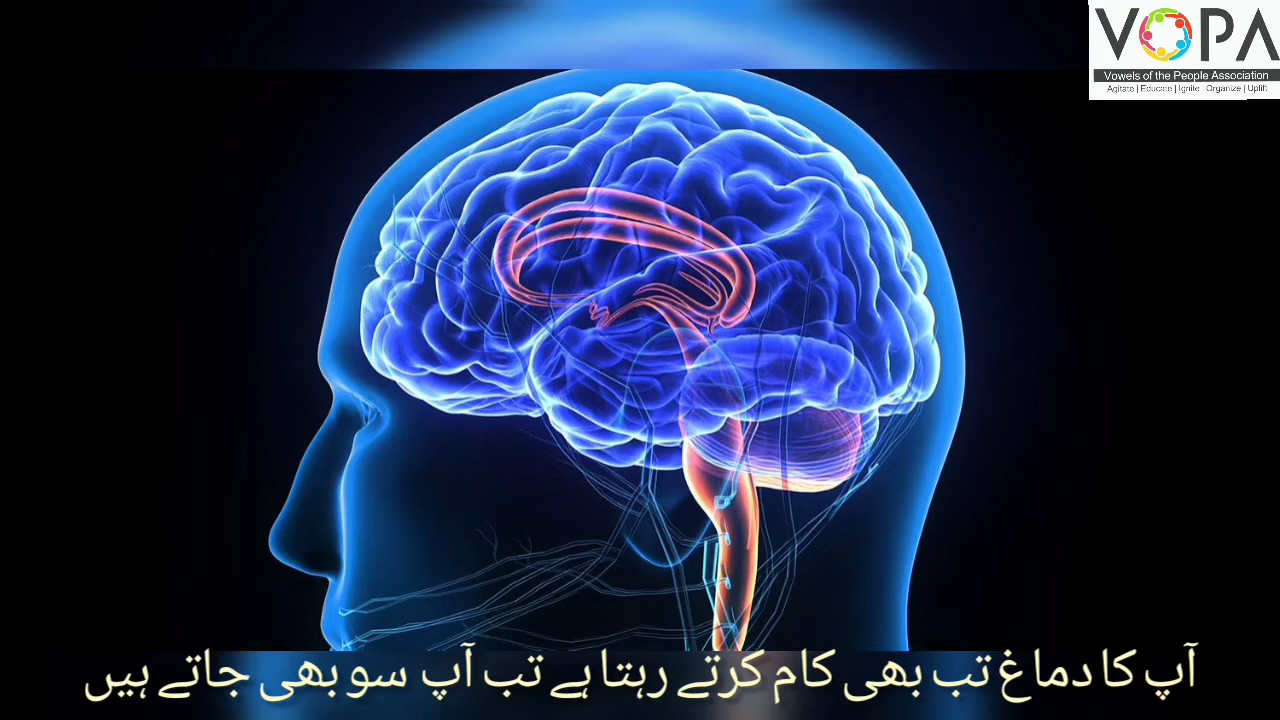 VOPA
Vowels of the People Association
Agitate | Educate | Ignite | Organize | Uplift
آپ کا دماغ تب بھی کام کرتے رہتا ہے تب آپ سو بھی جاتے ہیں